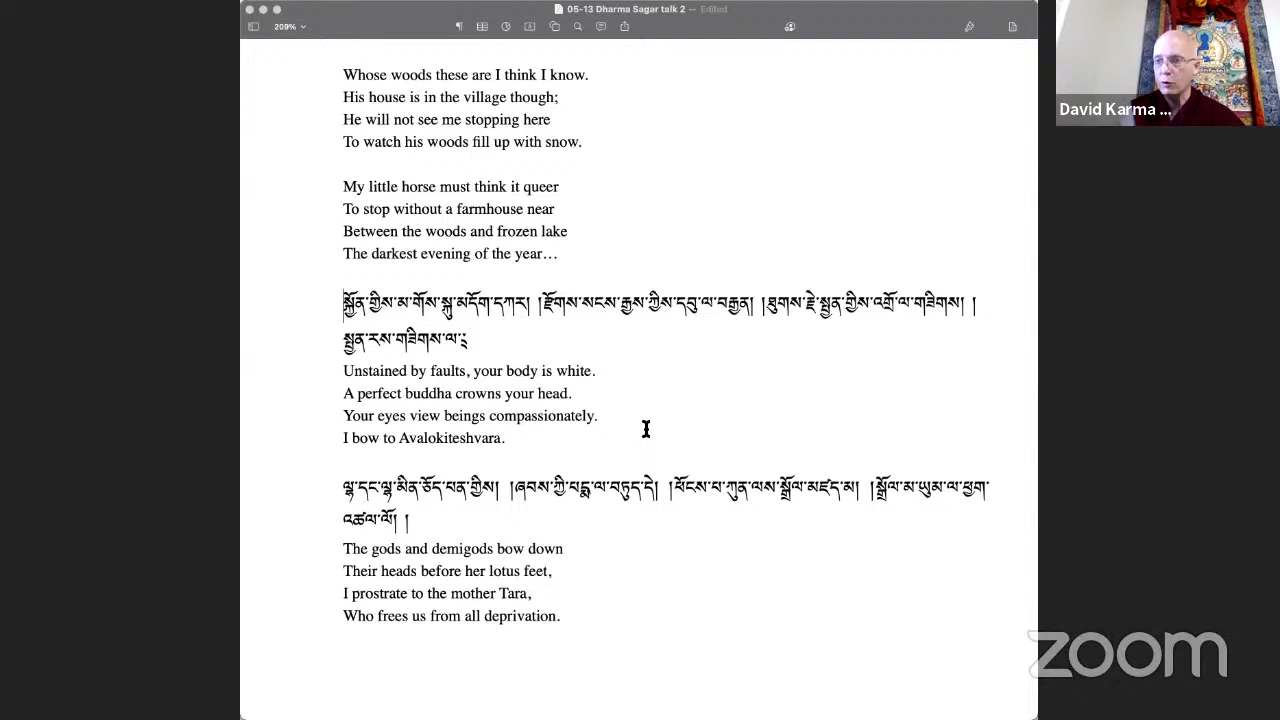 05-13 Dharma Sagar talk 2 — Edited
209%
Whose woods these are I think I know.
His house is in the village though;
He will not see me stopping here
To watch his woods fill up with snow.
My little horse must think it queer
To stop without a farmhouse near
Between the woods and frozen lake
The darkest evening of the year…
སྐྱོན་གྱིས་མ་གོས་སྐུ་མདོག་དཀར། །རྫོགས་སངས་རྒྱས་ཀྱིས་དབུ་ལ་བརྒྱན། །ཐུགས་རྗེ་སྤྱན་གྱིས་འགྲོ་ལ་གཟིགས། །
སྤྱན་རས་གཟིགས་ལ་
Unstained by faults, your body is white.
A perfect buddha crowns your head.
Your eyes view beings compassionately.
I bow to Avalokiteshvara.
ལྷ་དང་ལྷ་མིན་ཅོད་པན་གྱིས། །ཞབས་ཀྱི་པདྨ་ལ་བཏུད་དེ། །ཕོངས་པ་ཀུན་ལས་སྒྲོལ་མཛད་མ། །སྒྲོལ་མ་ཡུམ་ལ་ཕྱག་
འཚལ་ལོ། །
The gods and demigods bow down
Their heads before her lotus feet,
I prostrate to the mother Tara,
Who frees us from all deprivation.
David Karma ...
zoom